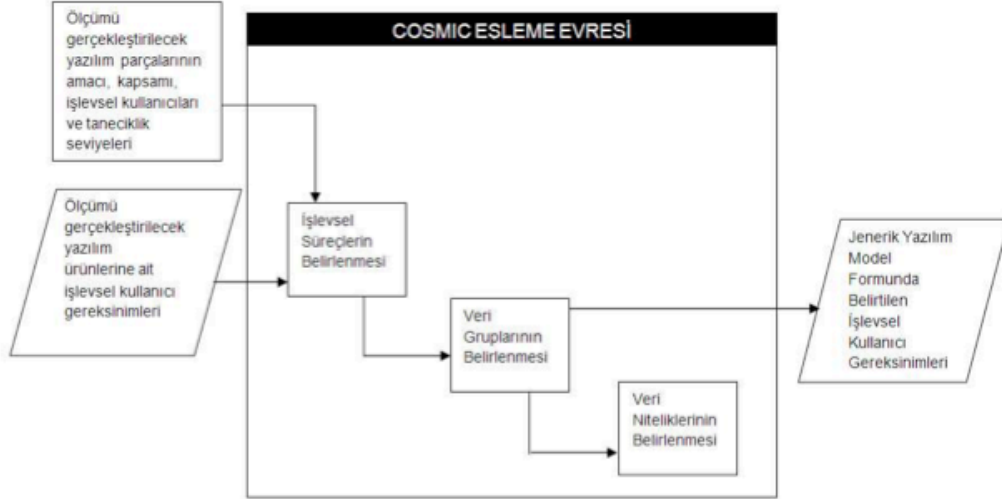 COSMIC ESLEME EVRESİ
Ölçümü
gerçekleştirilecek
yazılım parçalarının
amacı, kapsamı,
işlevsel kullanıcıları
ve taneciklik
seviyeleri
Ölçümü
gerçekleştirilecek
yazılım
ürünlerine ait
işlevsel kullanıcı
gereksinimleri
İşlevsel
Süreçlerin
Belirlenmesi
Veri
Gruplarının
Belirlenmesi
Veri
Niteliklerinin
Belirlenmesi
Jenerik Yazılım
Model
Formunda
Belirtilen
İşlevsel
Kullanıcı
Gereksinimleri